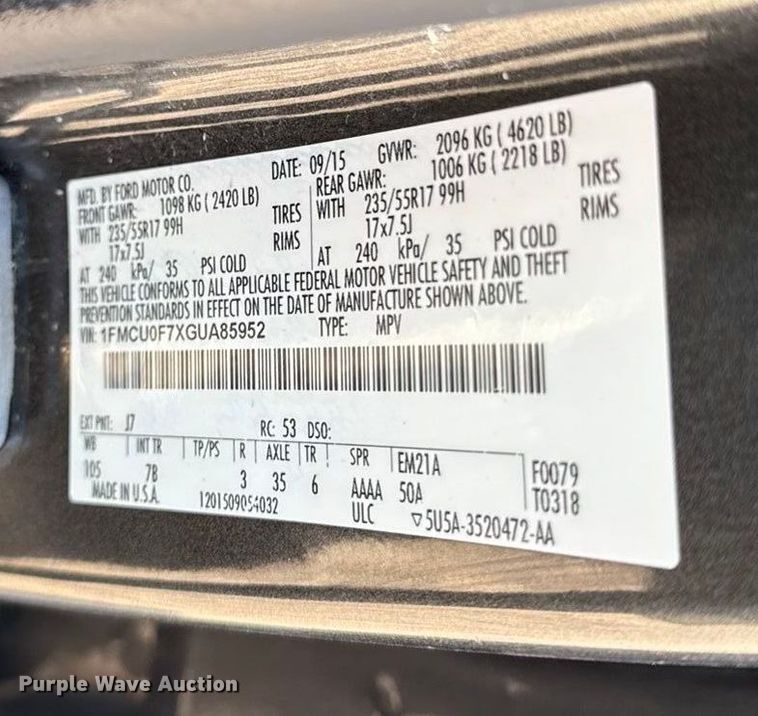 MFD. BY FORD MOTOR CO. DATE: 09/15 GVWR: 2096 KG ( 4620 LB)
FRONT GAWR: 1098 KG ( 2420 LB) REAR GAWR: 1006 KG ( 2218 LB)
WITH 235/55R17 99H TIRES WITH 235/55R17 99H TIRES
17x7.5J RIMS 17x7.5J RIMS
AT 240 kPa/ 35 PSI COLD AT 240 kPa/ 35 PSI COLD
THIS VEHICLE CONFORMS TO ALL APPLICABLE FEDERAL MOTOR VEHICLE SAFETY AND THEFT
PREVENTION STANDARDS IN EFFECT ON THE DATE OF MANUFACTURE SHOWN ABOVE.
VIN: 1FMCU0F7XGUA85952 TYPE: MPV
EXT PNT: J7 RC: 53 DSO:
WB INT TR TP/PS R AXLE TR SPR EM21A F0079
105 7B 3 35 6 AAAA 50A T0318
MADE IN U.S.A. 1201509054032 ULC ▽5U5A-3520472-AA
Purple Wave Auction